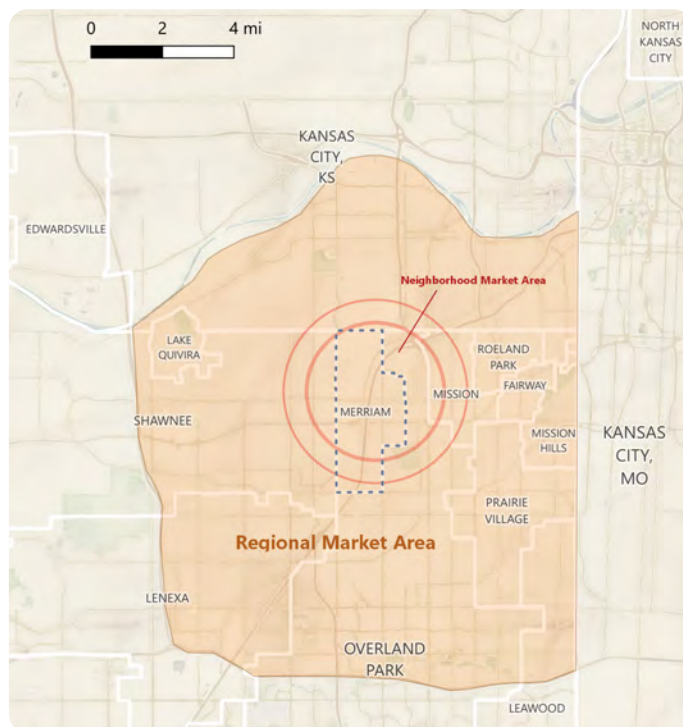 0 2 4 mi
NORTH
KANSAS
CITY
KANSAS
CITY,
KS
EDWARDSVILLE
Neighborhood Market Area
LAKE
QUIVIRA
ROELAND
PARK
FAIRWAY
MISSION
MERRIAM
SHAWNEE
MISSION
HILLS
KANSAS
CITY,
MO
PRAIRIE
VILLAGE
Regional Market Area
LENEXA
OVERLAND
PARK
LEAWOOD